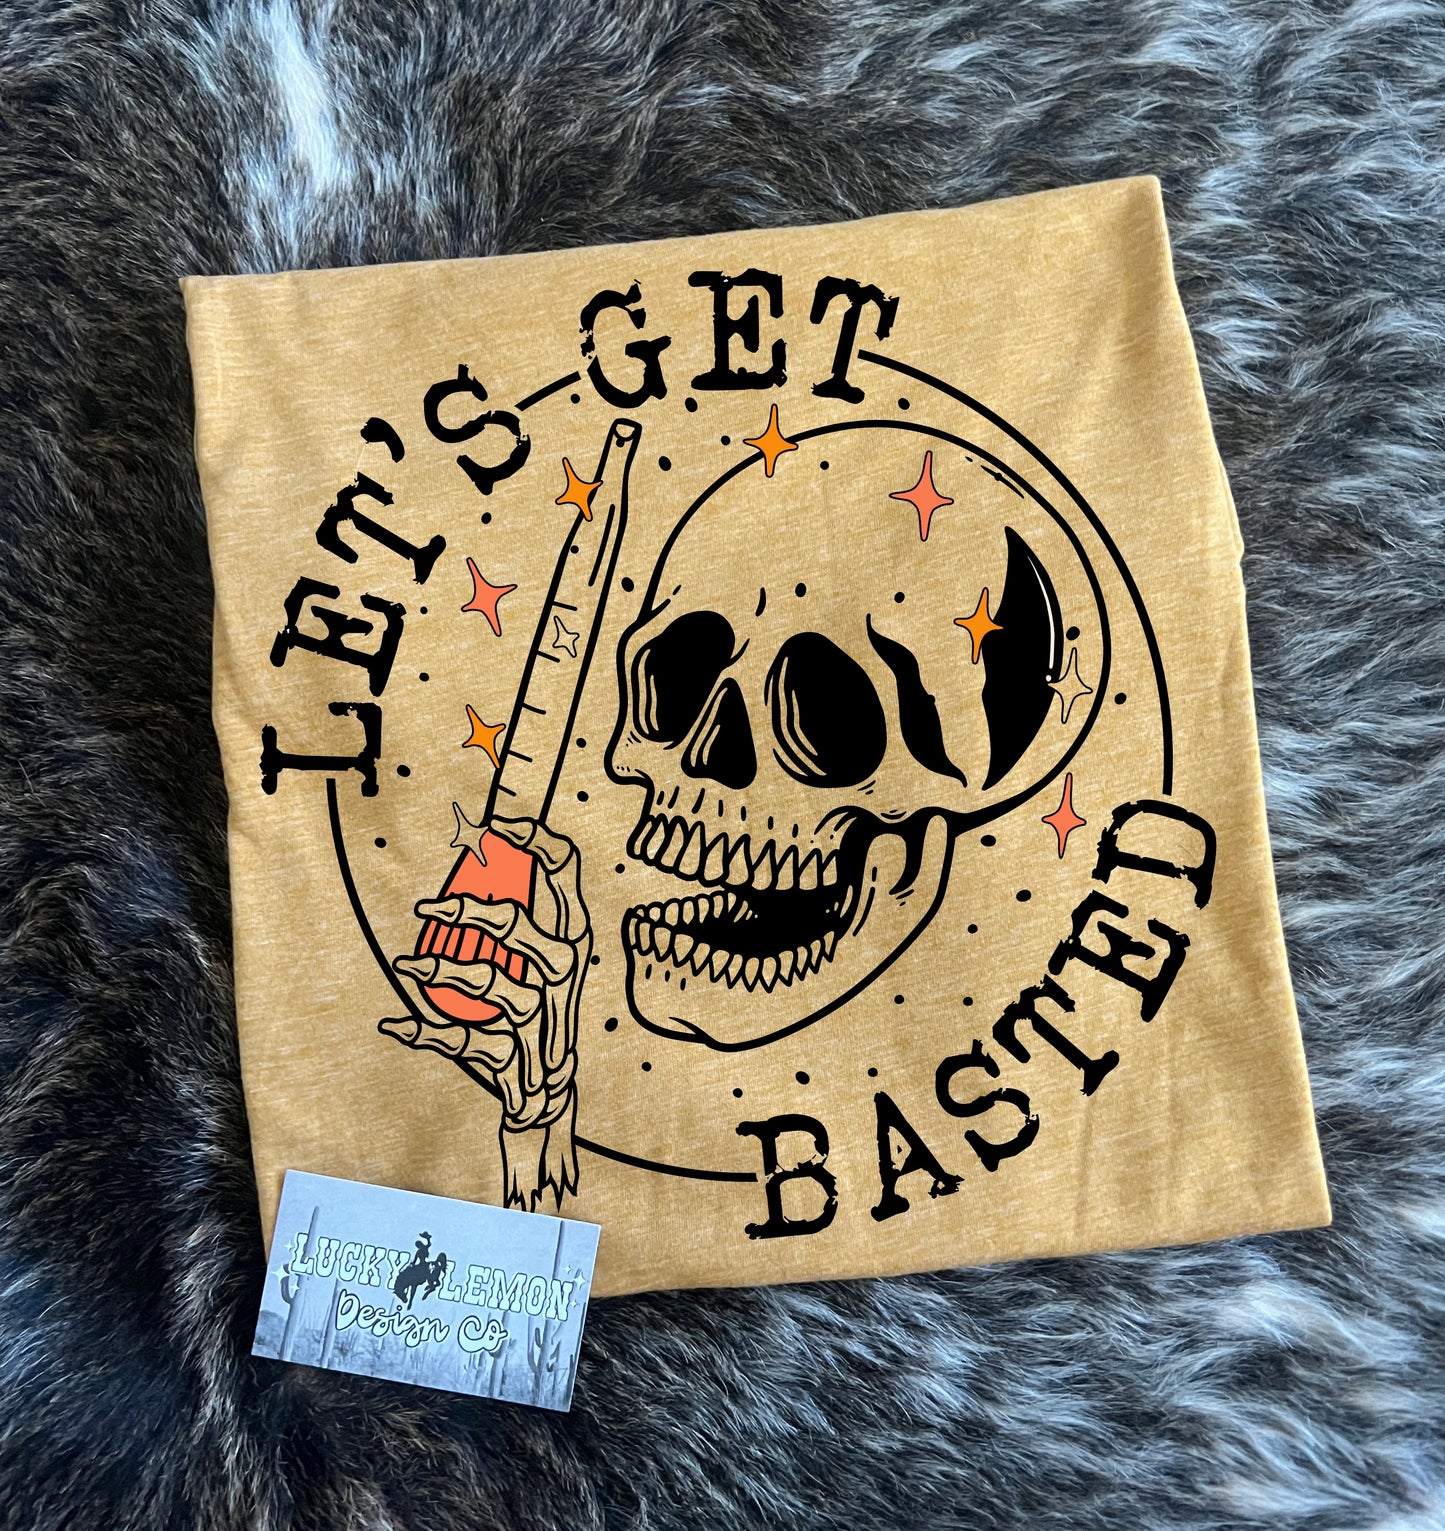 LET'S GET
BASTED
LUCKY LEMON
Design Co